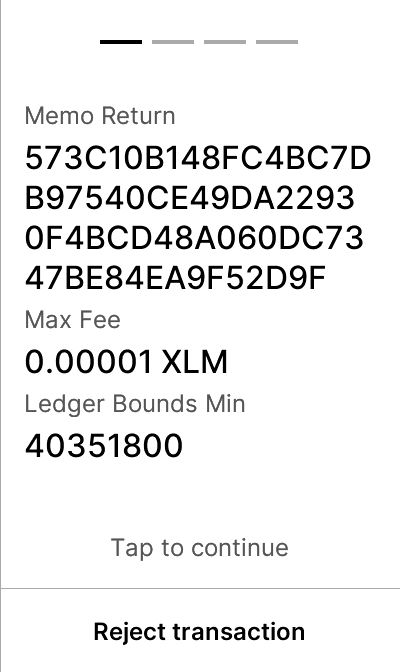 Memo Return
573C10B148FC4BC7D
B97540CE49DA2293
0F4BCD48A060DC73
47BE84EA9F52D9F
Max Fee
0.00001 XLM
Ledger Bounds Min
40351800
Tap to continue
Reject transaction